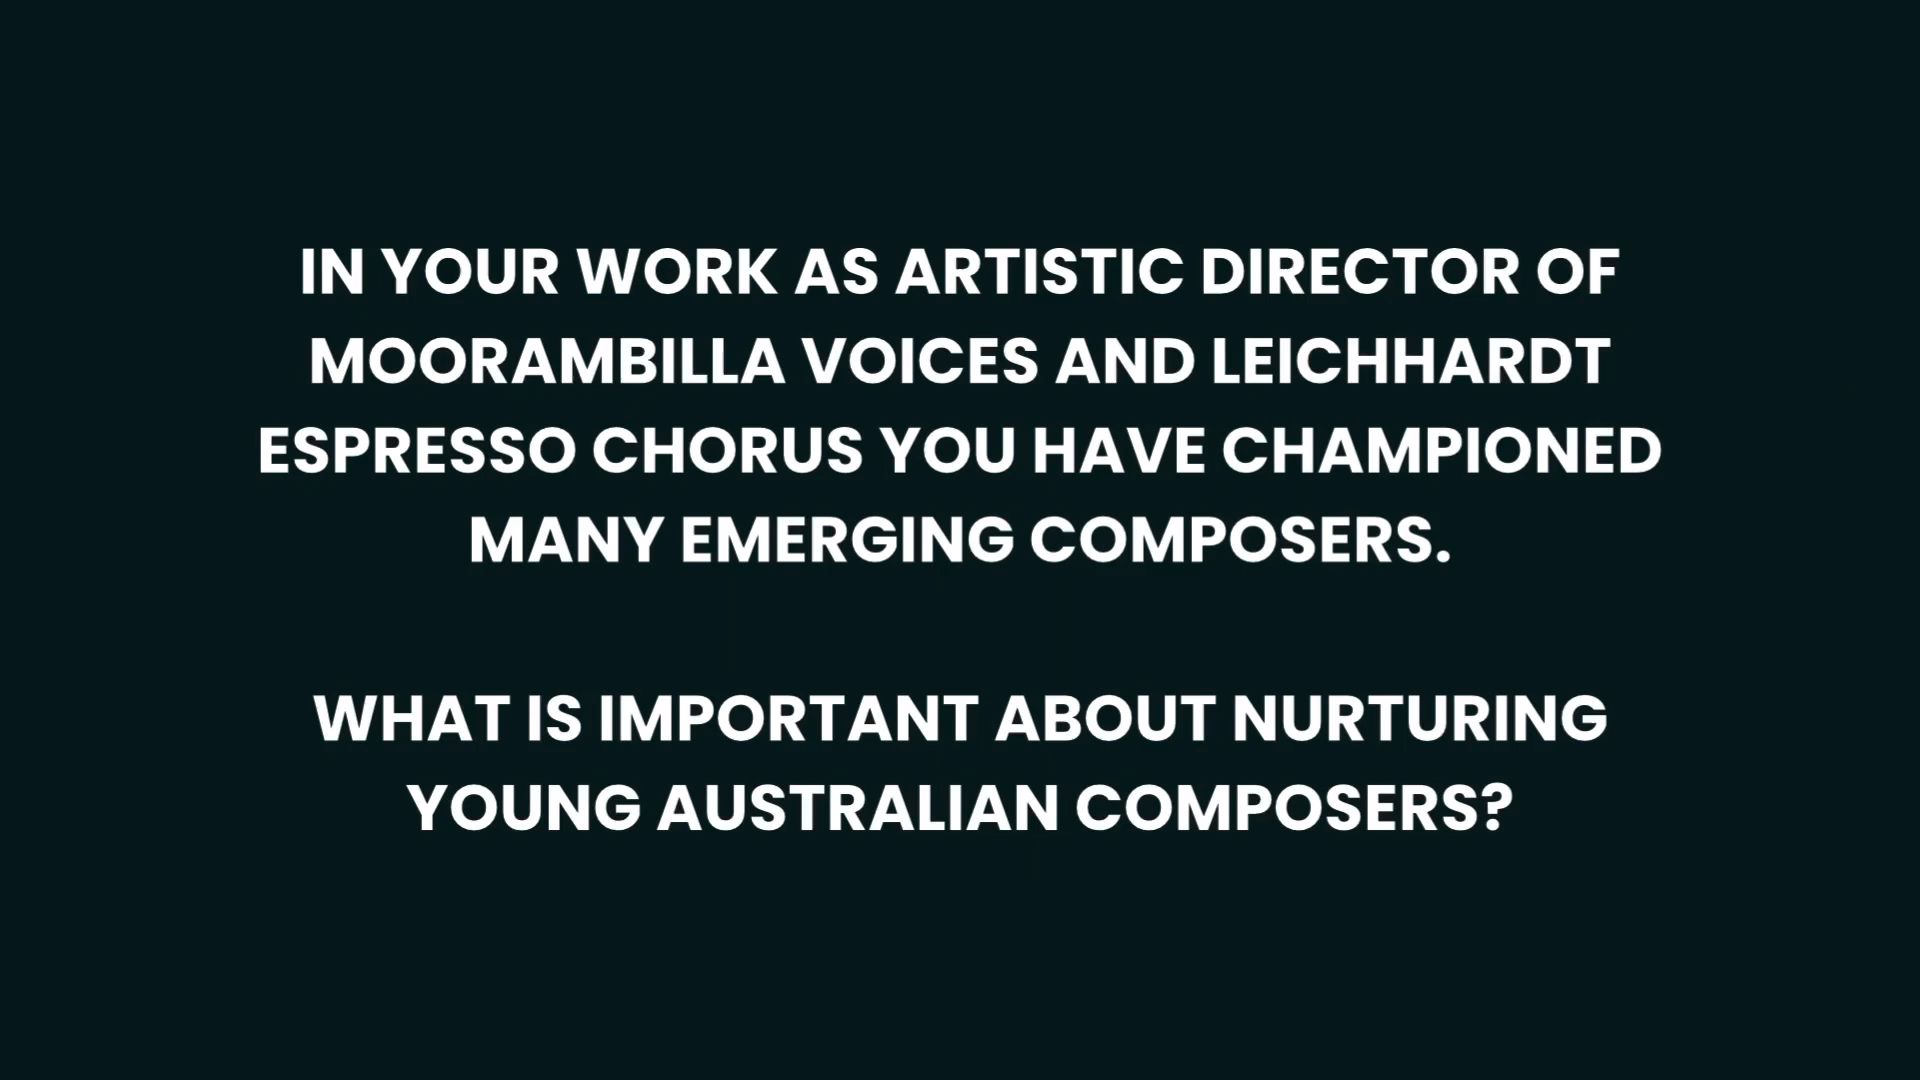 IN YOUR WORK AS ARTISTIC DIRECTOR OF
MOORAMBILLA VOICES AND LEICHHARDT
ESPRESSO CHORUS YOU HAVE CHAMPIONED
MANY EMERGING COMPOSERS.
WHAT IS IMPORTANT ABOUT NURTURING
YOUNG AUSTRALIAN COMPOSERS?